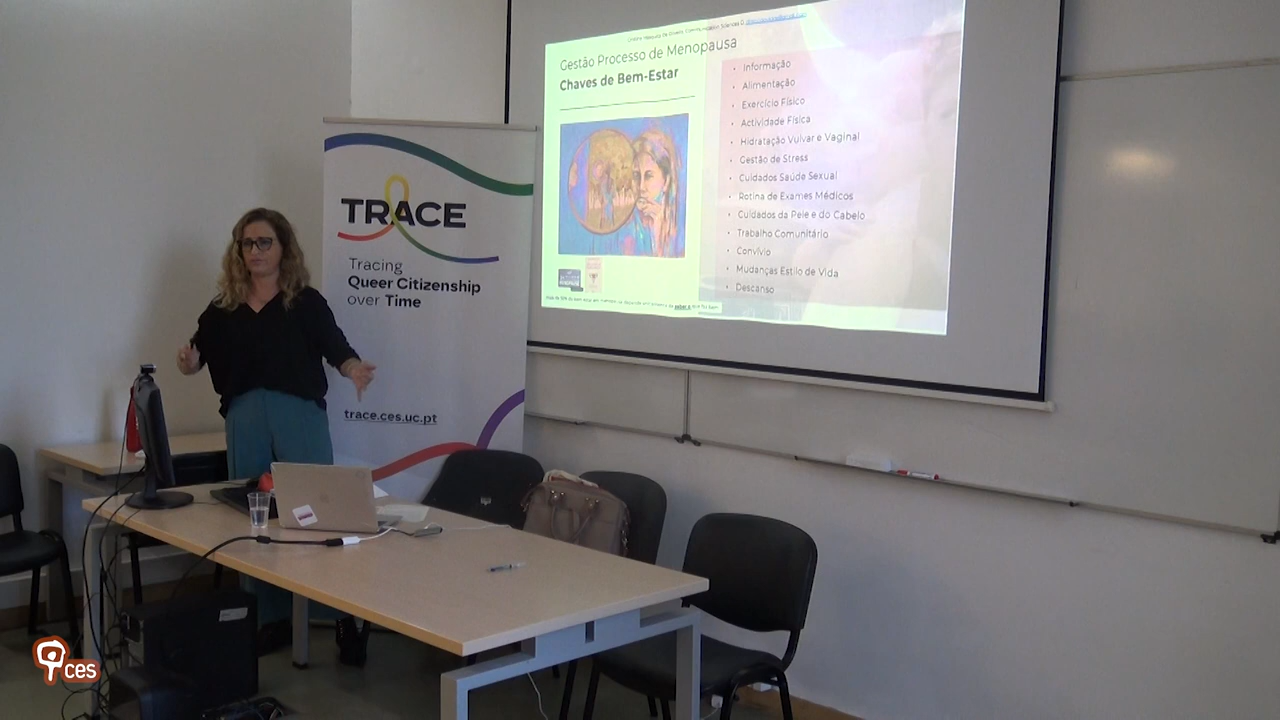 Gestão Processo de Menopausa
Chaves de Bem-Estar
• Informação
• Alimentação
• Exercício Físico
• Actividade Física
• Hidratação Vulvar e Vaginal
• Gestão de Stress
• Cuidados Saúde Sexual
• Rotina de Exames Médicos
• Cuidados da Pele e do Cabelo
• Trabalho Comunitário
• Convívio
• Mudanças Estilo de Vida
• Descanso
TRACE
Tracing
Queer Citizenship
over Time
trace.ces.uc.pt
ces